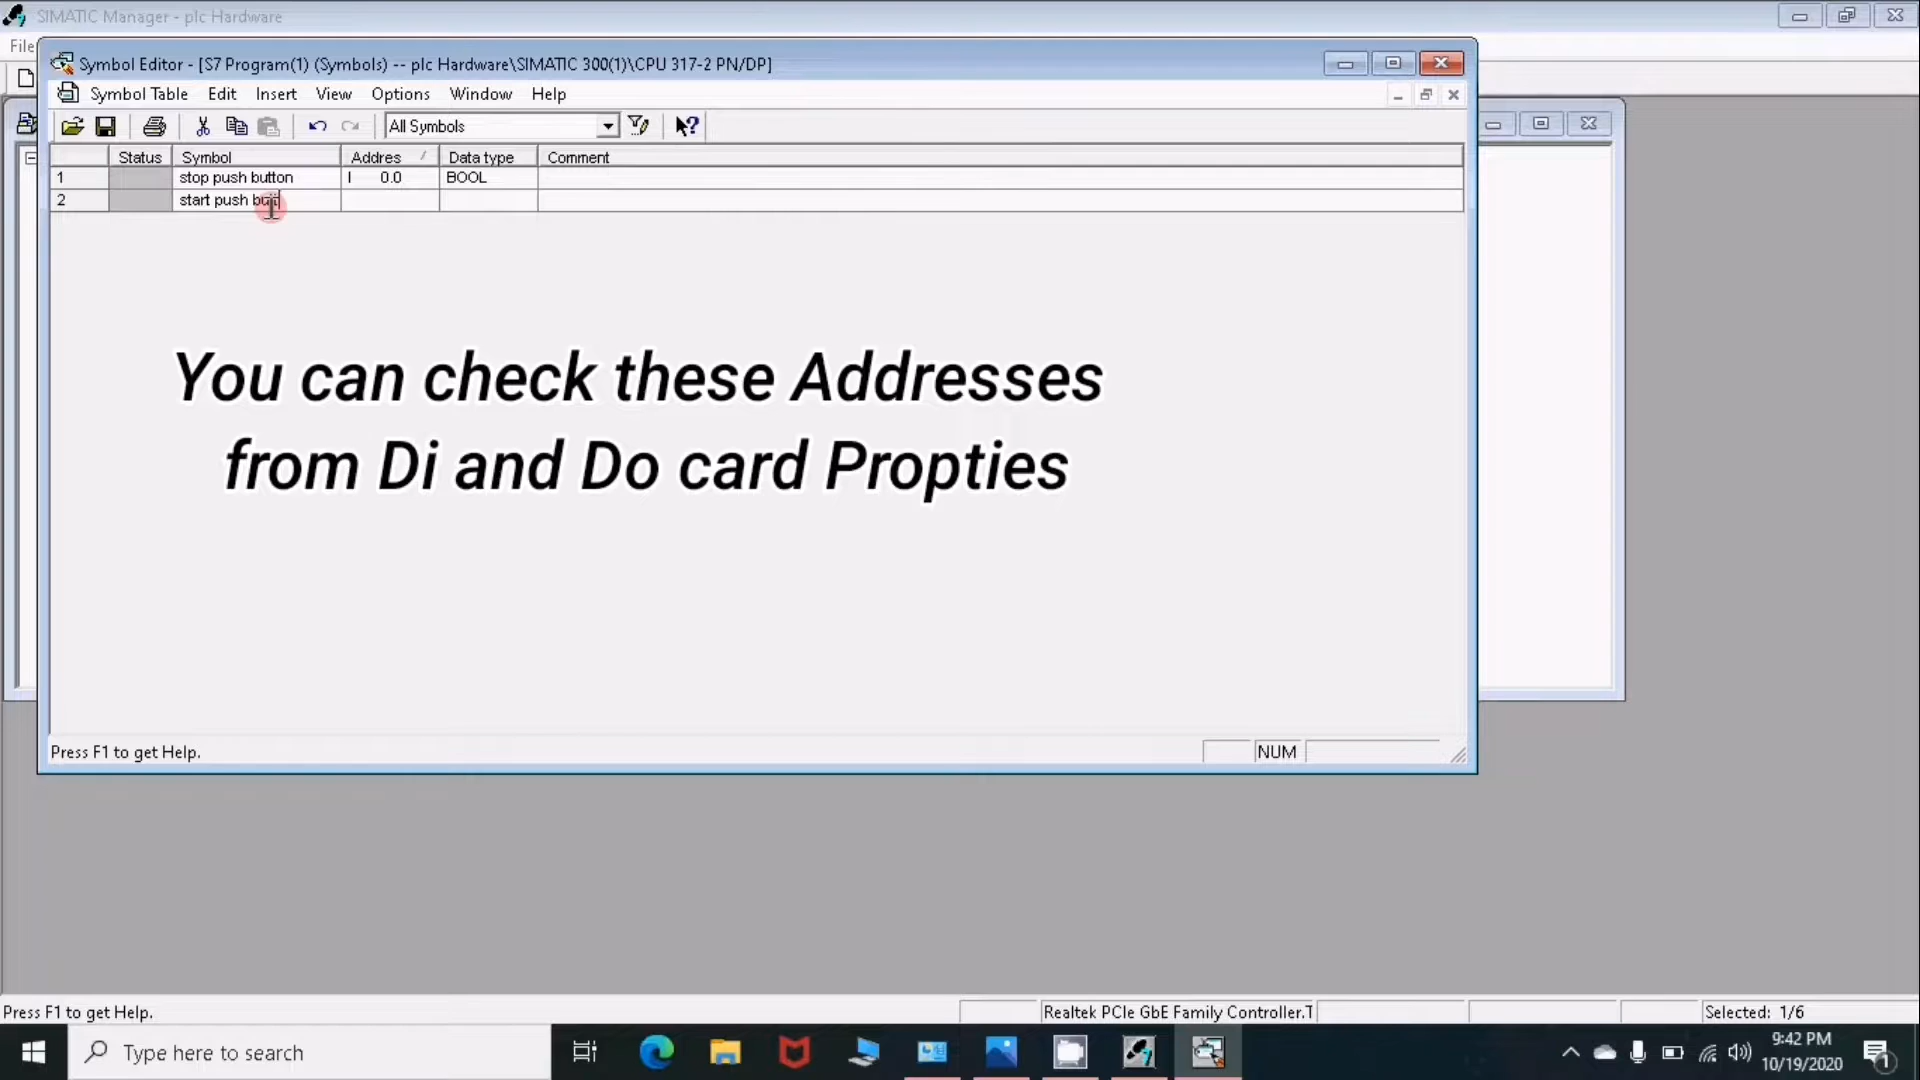 SIMATIC Manager - plc Hardware
File
Symbol Editor - [S7 Program(1) (Symbols) -- plc Hardware\SIMATIC 300(1)\CPU 317-2 PN/DP]
Symbol Table Edit Insert View Options Window Help
All Symbols
Status Symbol Addres / Data type Comment
1 stop push button I 0.0 BOOL
2 start push
You can check these Addresses
from Di and Do card Propties
Press F1 to get Help.
NUM
Press F1 to get Help.
Realtek PCIe GbE Family Controller.T
Selected: 1/6
Type here to search
9:42 PM
10/19/2020
1